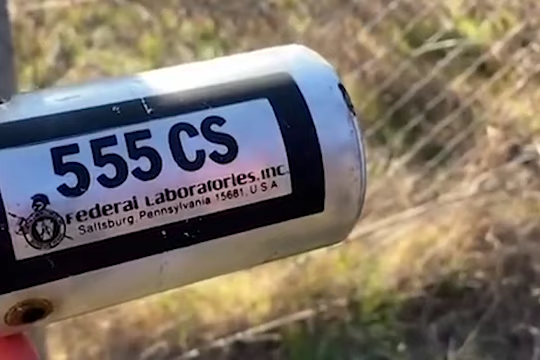 555 CS
Federal Laboratories, Inc.
Saltsburg, Pennsylvania 15681, U S A